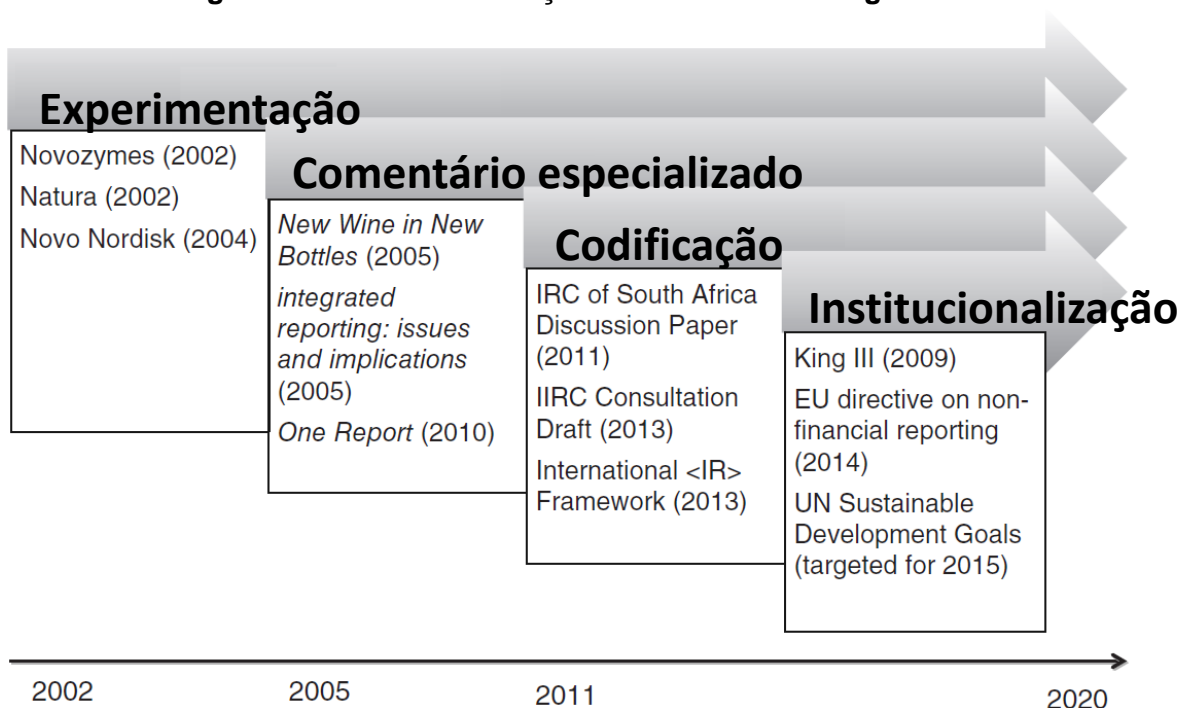 Experimentação
Novozymes (2002)
Natura (2002)
Novo Nordisk (2004)
Comentário especializado
New Wine in New
Bottles (2005)
integrated
reporting: issues
and implications
(2005)
One Report (2010)
Codificação
IRC of South Africa
Discussion Paper
(2011)
IIRC Consultation
Draft (2013)
International <IR>
Framework (2013)
Institucionalização
King III (2009)
EU directive on non-
financial reporting
(2014)
UN Sustainable
Development Goals
(targeted for 2015)
2002
2005
2011
2020